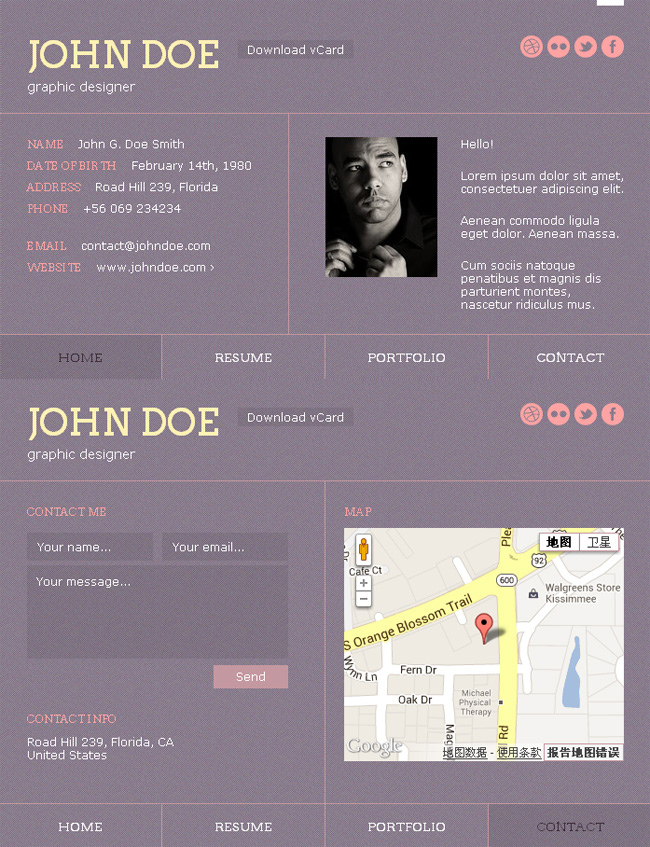 JOHN DOE
Download vCard
graphic designer
NAME John G. Doe Smith
DATE OF BIRTH February 14th, 1980
ADDRESS Road Hill 239, Florida
PHONE +56 069 234234
EMAIL contact@johndoe.com
WEBSITE www.johndoe.com ›
Hello!
Lorem ipsum dolor sit amet,
consectetuer adipiscing elit.
Aenean commodo ligula
eget dolor. Aenean massa.
Cum sociis natoque
penatibus et magnis dis
parturient montes,
nascetur ridiculus mus.
HOME RESUME PORTFOLIO CONTACT
JOHN DOE
Download vCard
graphic designer
CONTACT ME
Your name...
Your email...
Your message...
Send
CONTACT INFO
Road Hill 239, Florida, CA
United States
MAP
地图 卫星
Plea
92
Cafe Ct
600
Walgreens Store
Kissimmee
S Orange Blossom Trail
Wynn Ln
Fern Dr
Oak Dr
Michael
Physical
Therapy
Rd
Google
地图数据 - 使用条款 报告地图错误
HOME RESUME PORTFOLIO CONTACT